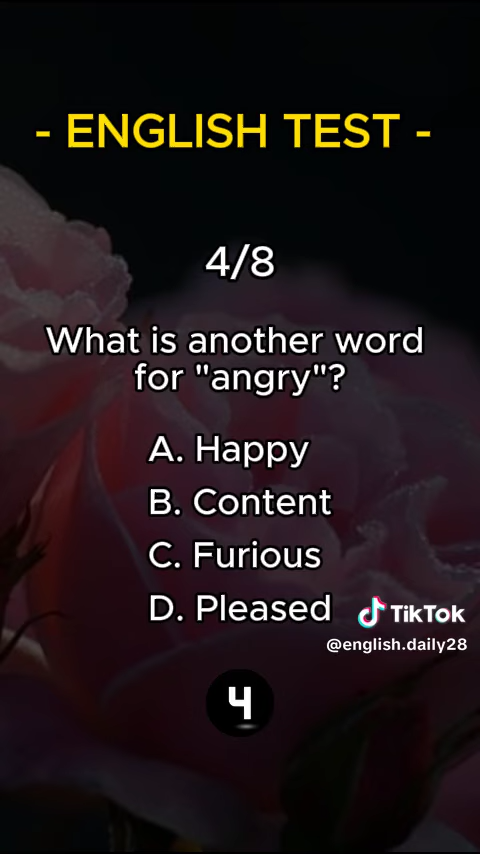 - ENGLISH TEST -
4/8
What is another word
for "angry"?
A. Happy
B. Content
C. Furious
D. Pleased
TikTok
@english.daily28
4